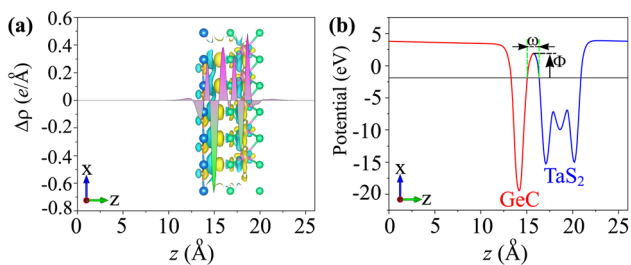 (a)
0.6
0.4
0.2
0
-0.2
-0.4
-0.6
-0.8
Δρ (e/Å)
X
Z
0 5 10 15 20 25
z (Å)
(b)
5
0
-5
-10
-15
-20
Potential (eV)
ω
Φ
GeC
TaS₂
X
Z
0 5 10 15 20 25
z (Å)